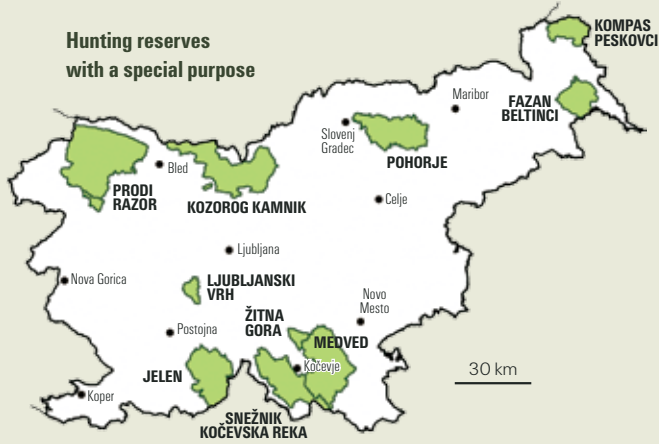 Hunting reserves
with a special purpose
KOMPAS
PESKOVCI
Maribor
FAZAN
BELTINCI
Slovenj
Gradec
POHORJE
Bled
PRODI
RAZOR
KOZOROG KAMNIK
Celje
Ljubljana
Nova Gorica
LJUBLJANSKI
VRH
Novo
Mesto
ŽITNA
GORA
Postojna
MEDVED
Kočevje
JELEN
30 km
Koper
SNEŽNIK
KOČEVSKA REKA